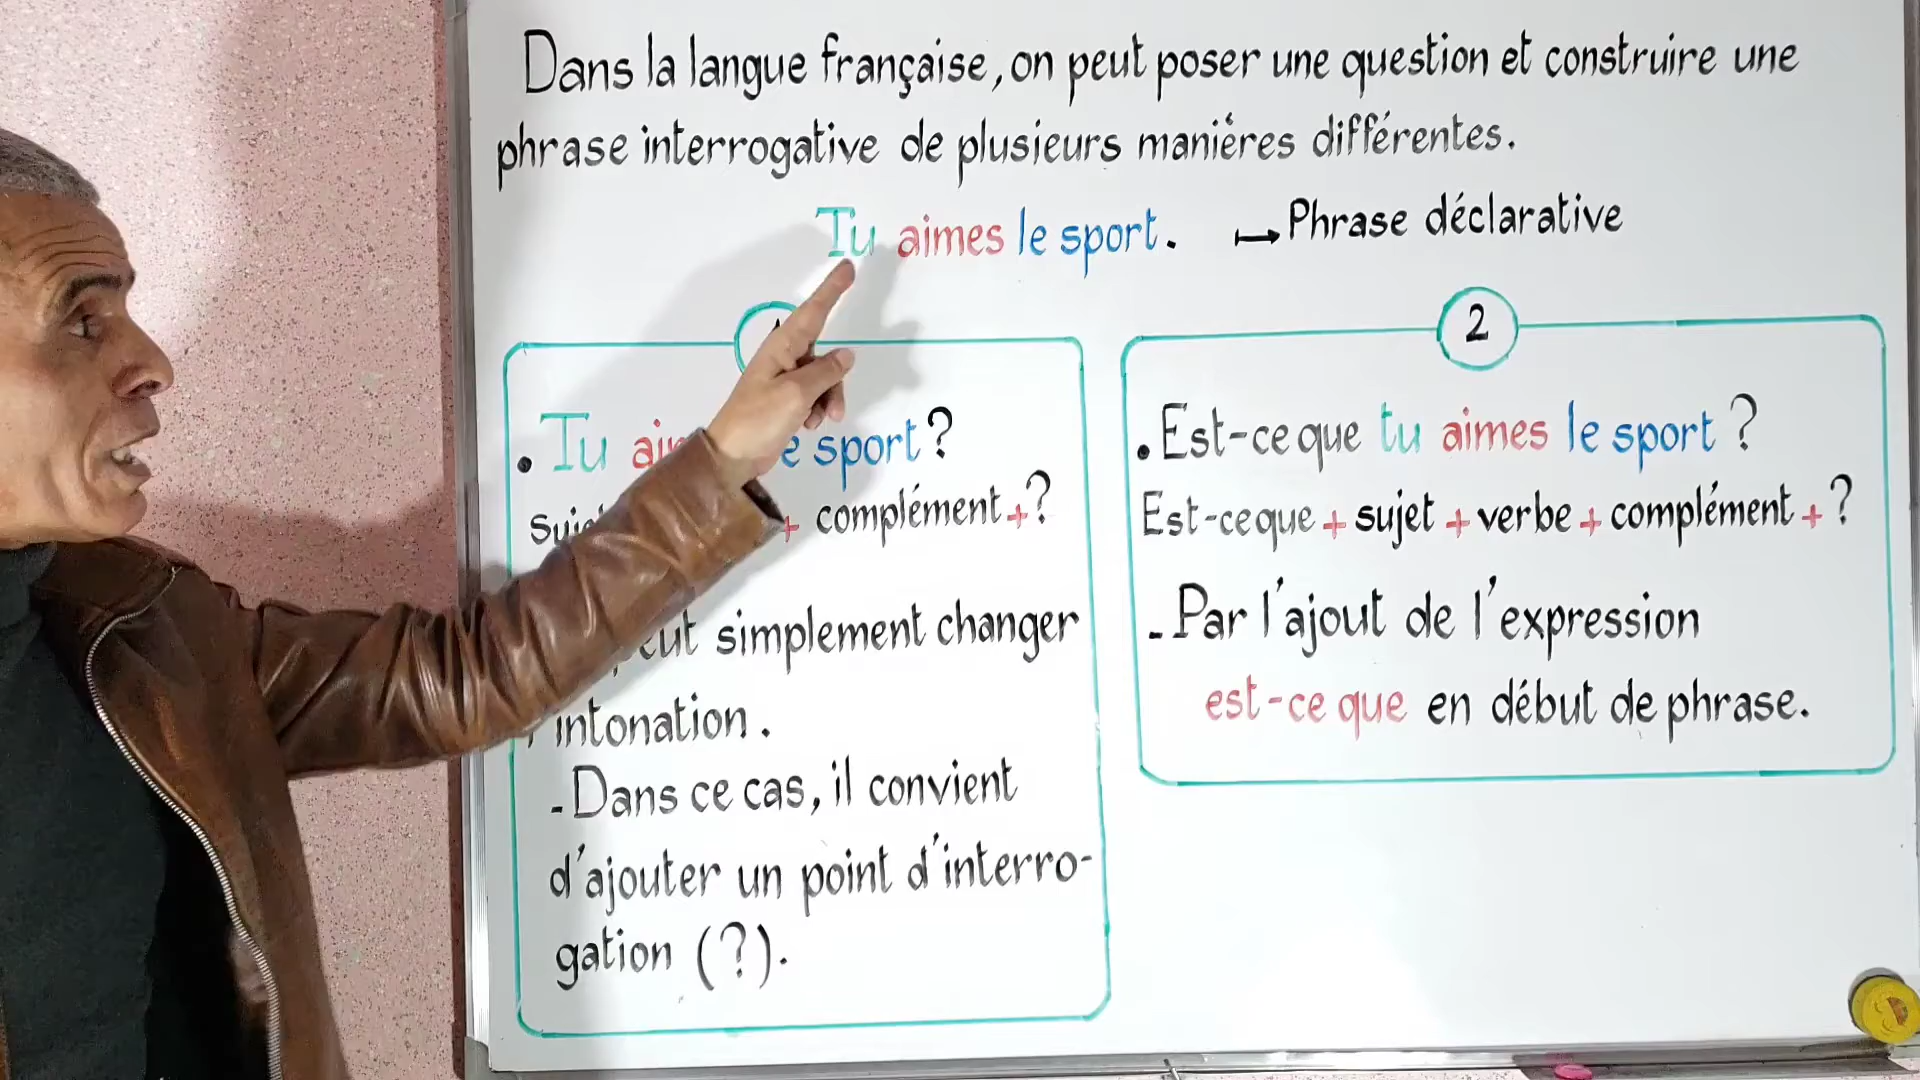 Dans la langue française, on peut poser une question et construire une
phrase interrogative de plusieurs maniéres différentes.
Tu aimes le sport. ↦ Phrase déclarative
• Tu sport ?
+ complément + ?
simplement changer
intonation.
- Dans ce cas, il convient
d'ajouter un point d'interro-
gation (?).
2
• Est-ce que tu aimes le sport ?
Est-ce que + sujet + verbe + complément + ?
- Par l'ajout de l'expression
est-ce que en début de phrase.